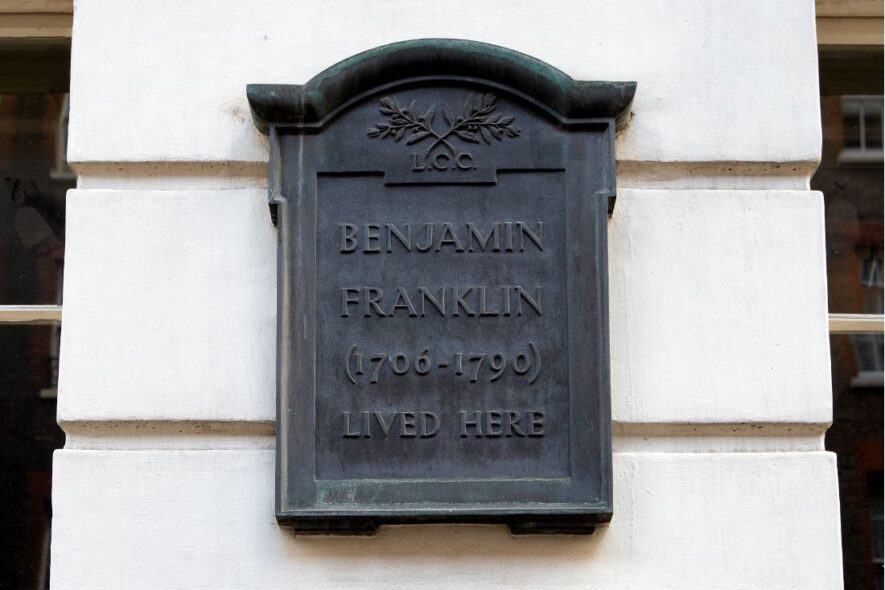 L.C.C.
BENJAMIN
FRANKLIN
(1706-1790)
LIVED HERE